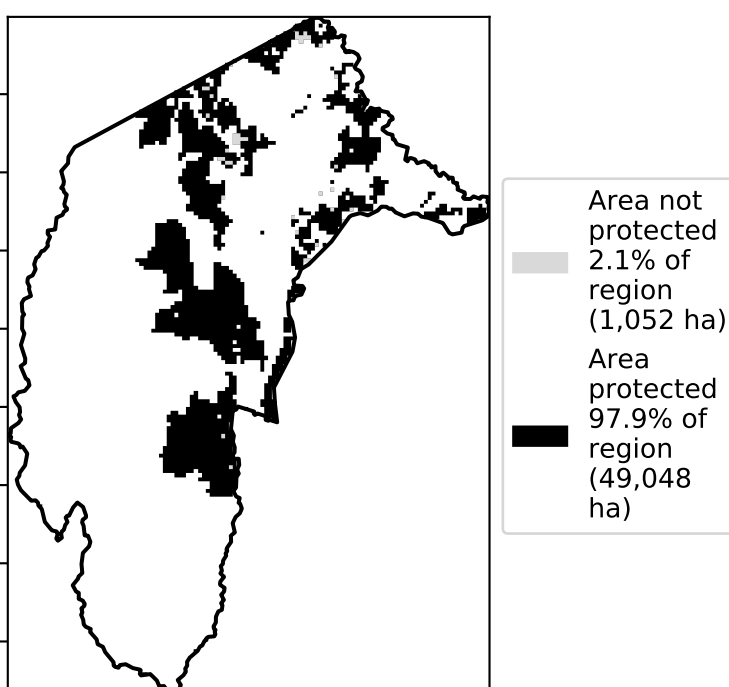 Area not
protected
2.1% of
region
(1,052 ha)
Area
protected
97.9% of
region
(49,048
ha)